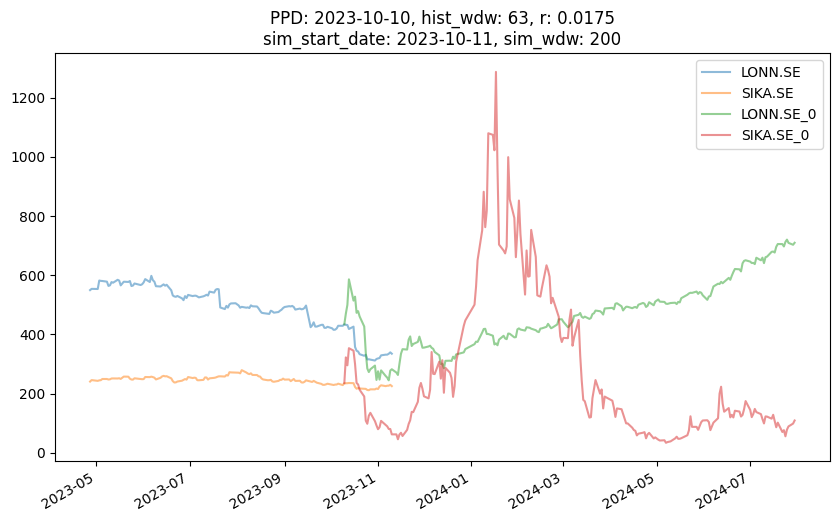 PPD: 2023-10-10, hist_wdw: 63, r: 0.0175
sim_start_date: 2023-10-11, sim_wdw: 200
LONN.SE
SIKA.SE
LONN.SE_0
SIKA.SE_0
1200
1000
800
600
400
200
0
2023-05
2023-07
2023-09
2023-11
2024-01
2024-03
2024-05
2024-07